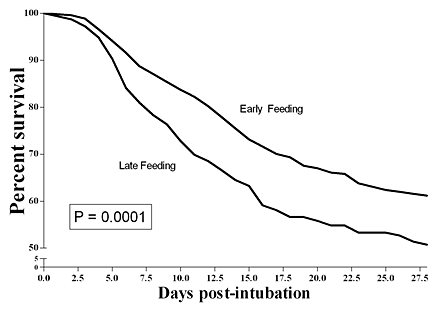 100
90
80
70
60
50
5
0
Percent survival
Early Feeding
Late Feeding
P = 0.0001
0.0 2.5 5.0 7.5 10.0 12.5 15.0 17.5 20.0 22.5 25.0 27.5
Days post-intubation